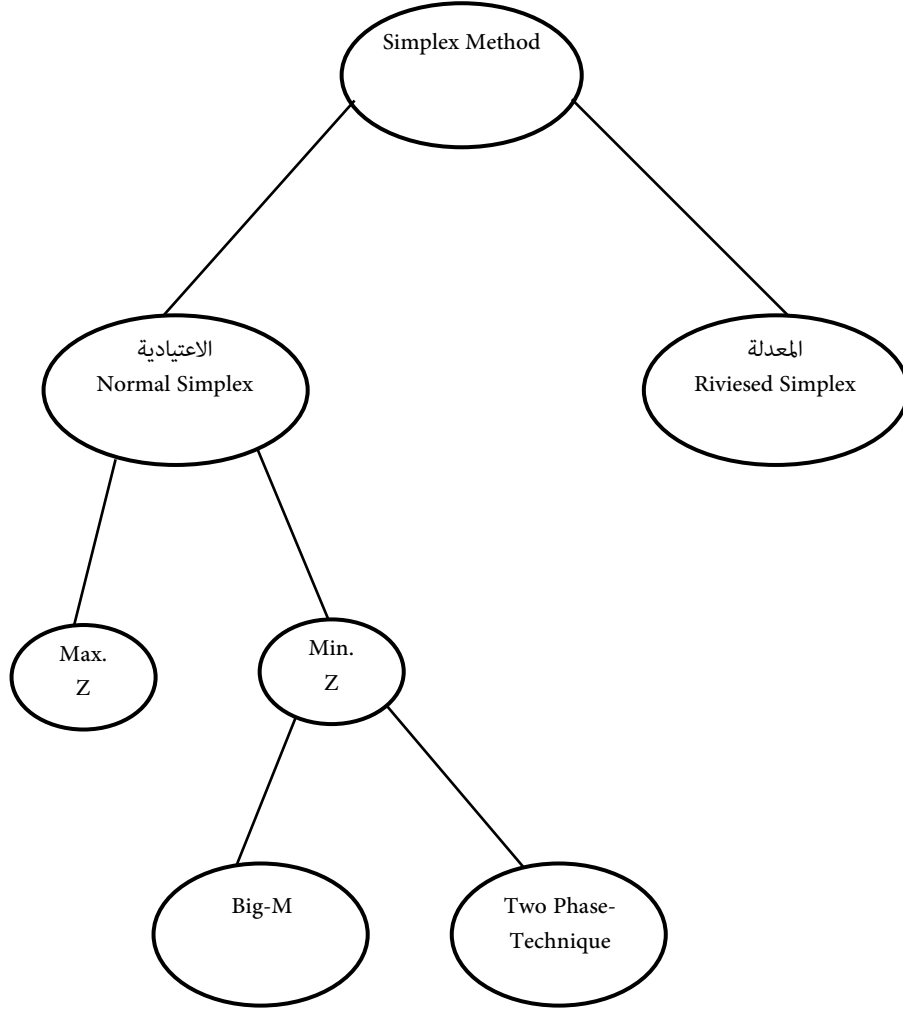 Simplex Method
الاعتيادية
Normal Simplex
المعدلة
Riviesed Simplex
Max.
Z
Min.
Z
Big-M
Two Phase-
Technique